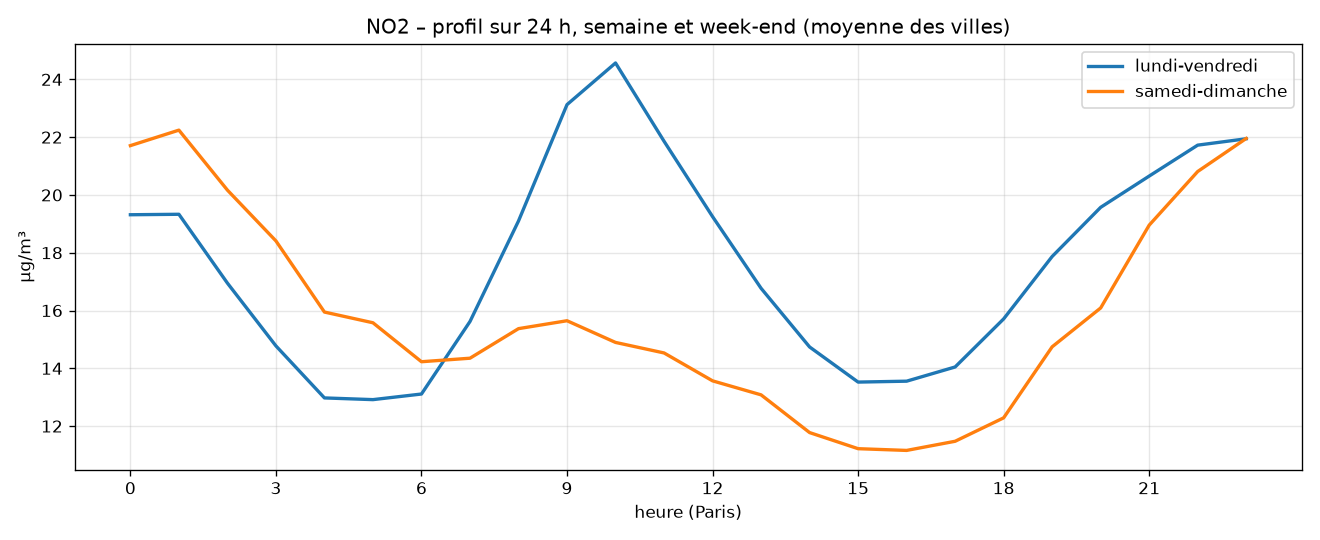 NO2 – profil sur 24 h, semaine et week-end (moyenne des villes)
lundi-vendredi
samedi-dimanche
µg/m³
24
22
20
18
16
14
12
0 3 6 9 12 15 18 21
heure (Paris)